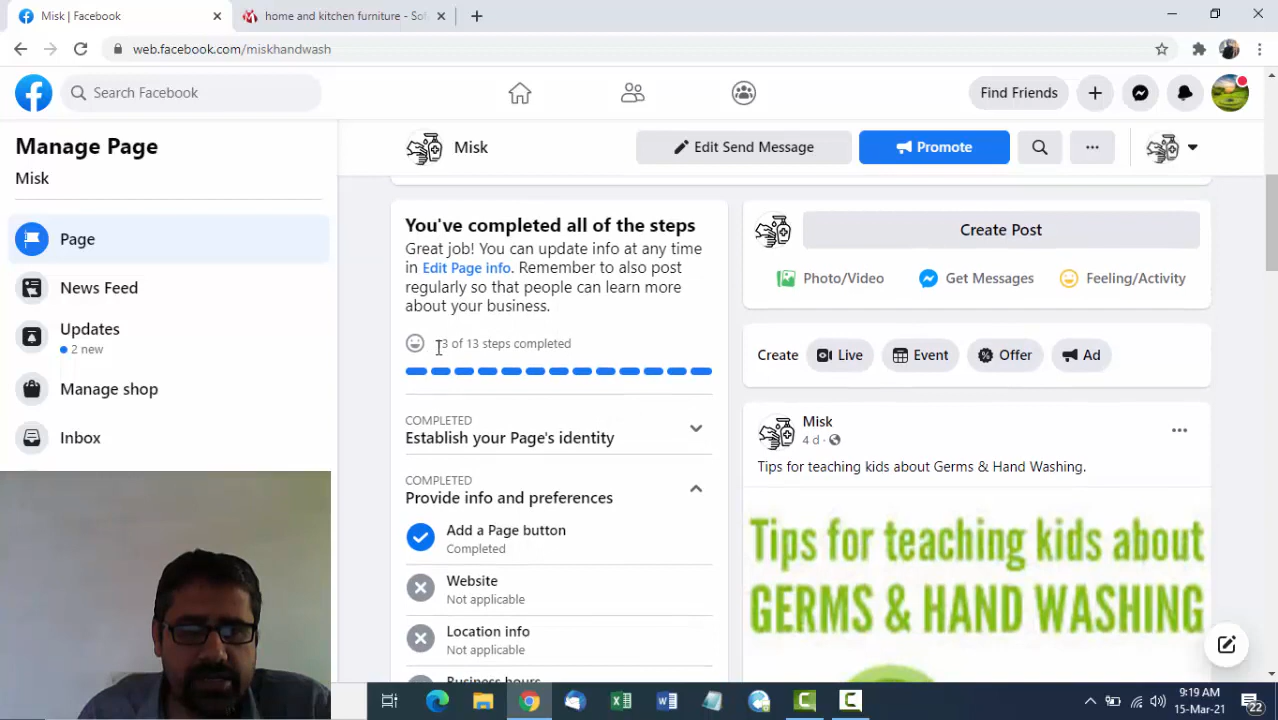 Misk | Facebook
home and kitchen furniture - So
web.facebook.com/miskhandwash
Search Facebook
Find Friends
Manage Page
Misk
Misk
Edit Send Message
Promote
Page
News Feed
Updates
2 new
Manage shop
Inbox
You've completed all of the steps
Great job! You can update info at any time
in Edit Page info. Remember to also post
regularly so that people can learn more
about your business.
13 of 13 steps completed
COMPLETED
Establish your Page's identity
COMPLETED
Provide info and preferences
Add a Page button
Completed
Website
Not applicable
Location info
Not applicable
Business hours
Create Post
Photo/Video
Get Messages
Feeling/Activity
Create
Live
Event
Offer
Ad
Misk
4 d
Tips for teaching kids about Germs & Hand Washing.
Tips for teaching kids about
GERMS & HAND WASHING
9:19 AM
15-Mar-21
22